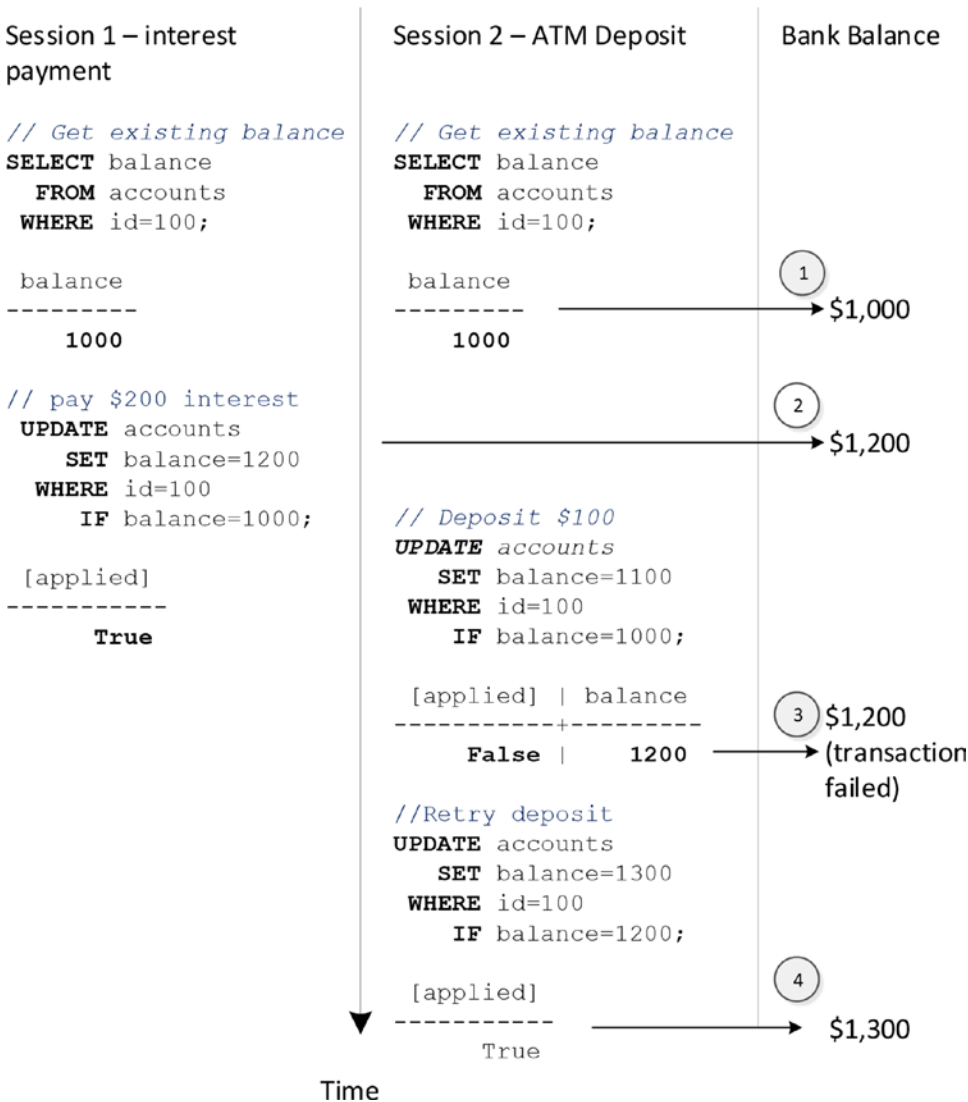 Session 1 – interest
payment
// Get existing balance
SELECT balance
FROM accounts
WHERE id=100;
balance
---------
1000
// pay $200 interest
UPDATE accounts
SET balance=1200
WHERE id=100
IF balance=1000;
[applied]
-----------
True
Session 2 – ATM Deposit
// Get existing balance
SELECT balance
FROM accounts
WHERE id=100;
balance
---------
1000
// Deposit $100
UPDATE accounts
SET balance=1100
WHERE id=100
IF balance=1000;
[applied] | balance
-----------+---------
False | 1200
//Retry deposit
UPDATE accounts
SET balance=1300
WHERE id=100
IF balance=1200;
[applied]
-----------
True
Bank Balance
1
$1,000
2
$1,200
3
$1,200
(transaction
failed)
4
$1,300
Time